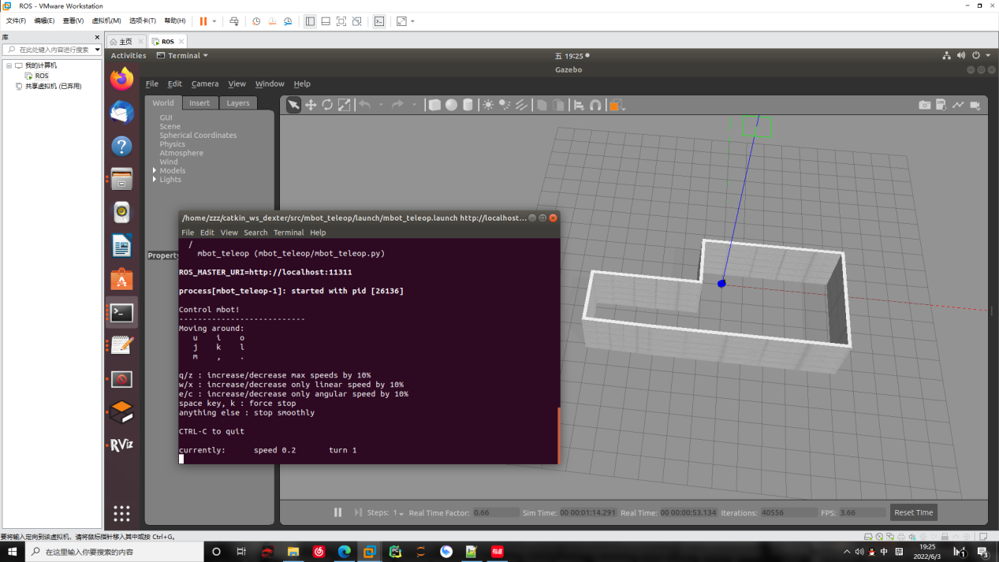 ROS - VMware Workstation
文件(F) 编辑(E) 查看(V) 虚拟机(M) 选项卡(T) 帮助(H)
库
主页
ROS
在此处键入内容进行搜索
我的计算机
ROS
共享虚拟机 (已弃用)
Activities
Terminal
五 19:25
Gazebo
File Edit Camera View Window Help
World Insert Layers
GUI
Scene
Spherical Coordinates
Physics
Atmosphere
Wind
Models
Lights
Property
/home/zzz/catkin_ws_dexter/src/mbot_teleop/launch/mbot_teleop.launch http://localhost...
File Edit View Search Terminal Help
/
mbot_teleop (mbot_teleop/mbot_teleop.py)
ROS_MASTER_URI=http://localhost:11311
process[mbot_teleop-1]: started with pid [26136]
Control mbot!
---------------------------
Moving around:
u i o
j k l
m , .
q/z : increase/decrease max speeds by 10%
w/x : increase/decrease only linear speed by 10%
e/c : increase/decrease only angular speed by 10%
space key, k : force stop
anything else : stop smoothly
CTRL-C to quit
currently: speed 0.2 turn 1
RViz
Steps: 1 Real Time Factor: 0.66 Sim Time: 00 00:01:14.291 Real Time: 00 00:00:53.134 Iterations: 40556 FPS: 3.66 Reset Time
要将输入定向到该虚拟机，请将鼠标指针移入其中或按 Ctrl+G。
在这里输入你要搜索的内容
PC
有道
中
19:25
2022/6/3
1
3